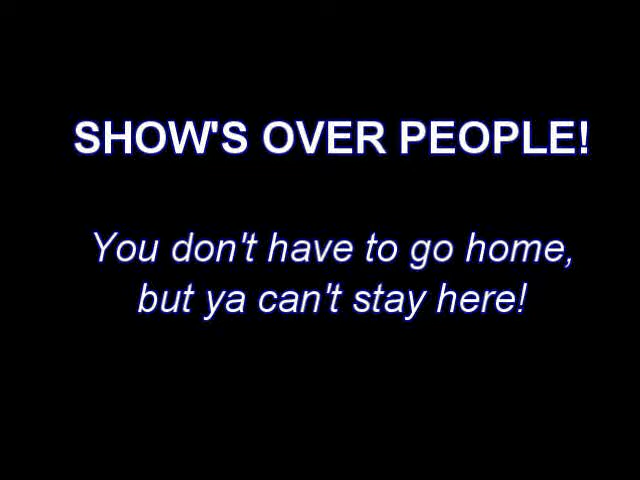 SHOW'S OVER PEOPLE!
You don't have to go home,
but ya can't stay here!